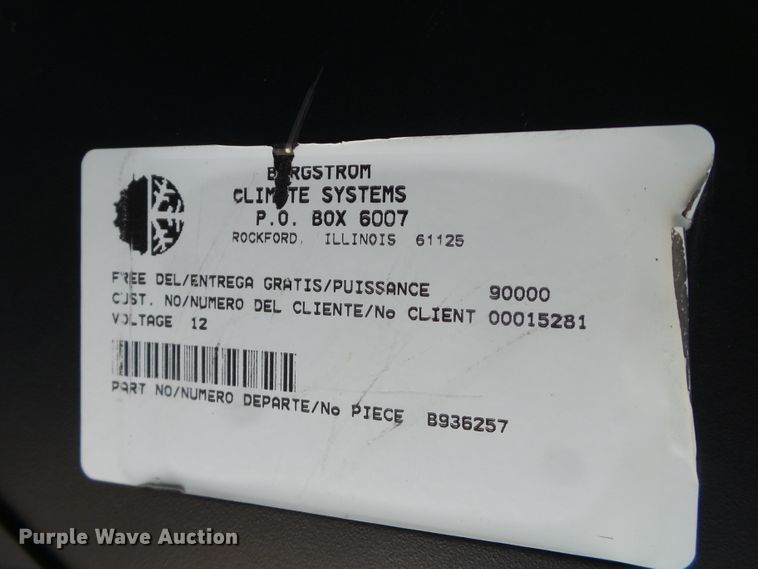 BERGSTROM
CLIMATE SYSTEMS
P.O. BOX 6007
ROCKFORD, ILLINOIS 61125
FREE DEL/ENTREGA GRATIS/PUISSANCE 90000
CUST. NO/NUMERO DEL CLIENTE/No CLIENT 00015281
VOLTAGE 12
PART NO/NUMERO DEPARTE/No PIECE B936257
Purple Wave Auction